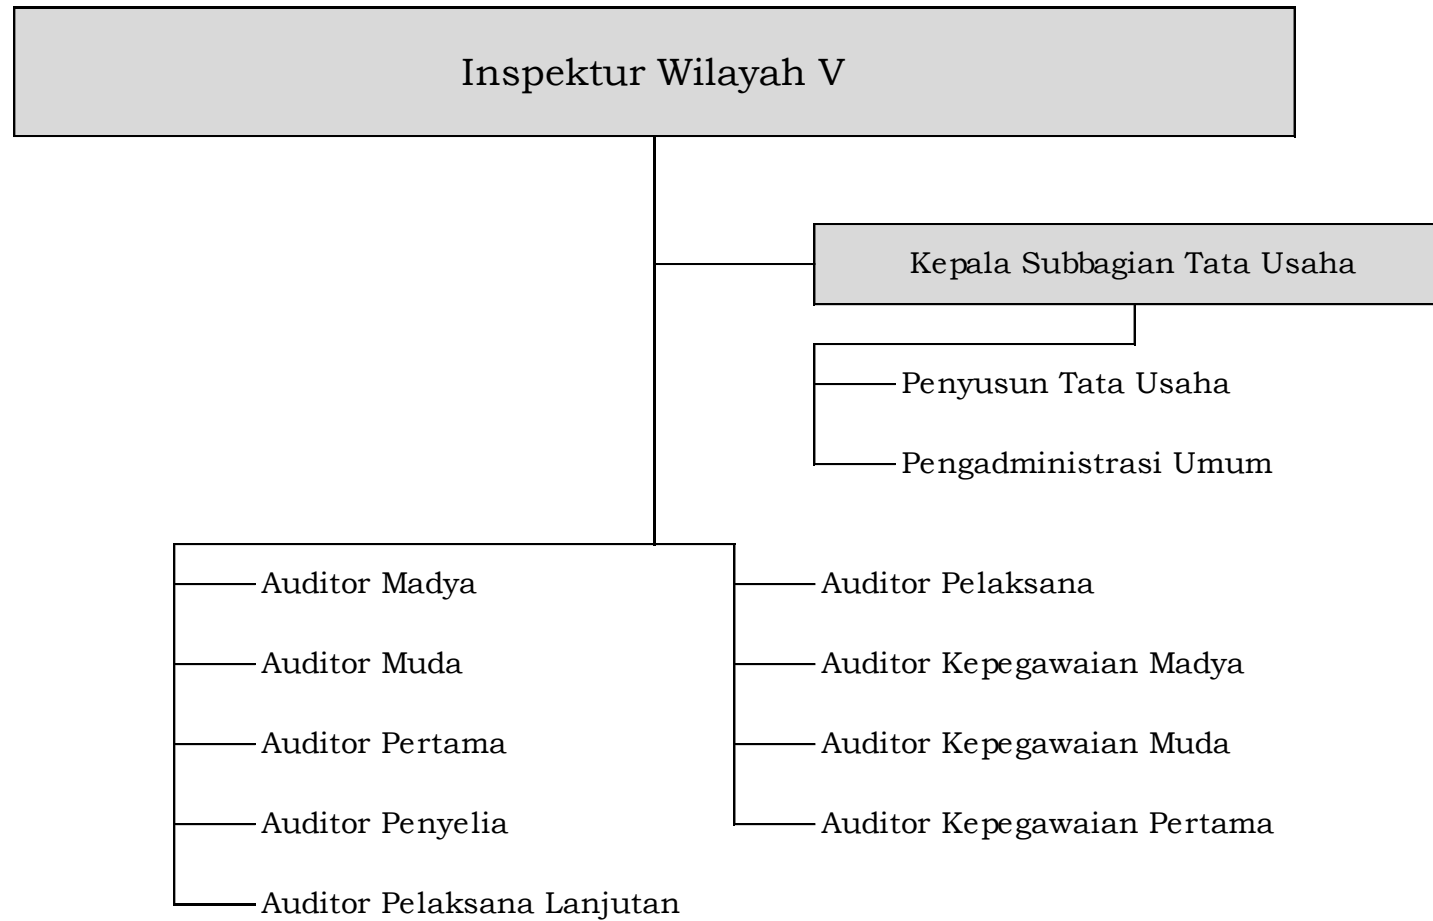 Inspektur Wilayah V
Kepala Subbagian Tata Usaha
Penyusun Tata Usaha
Pengadministrasi Umum
Auditor Madya
Auditor Muda
Auditor Pertama
Auditor Penyelia
Auditor Pelaksana Lanjutan
Auditor Pelaksana
Auditor Kepegawaian Madya
Auditor Kepegawaian Muda
Auditor Kepegawaian Pertama